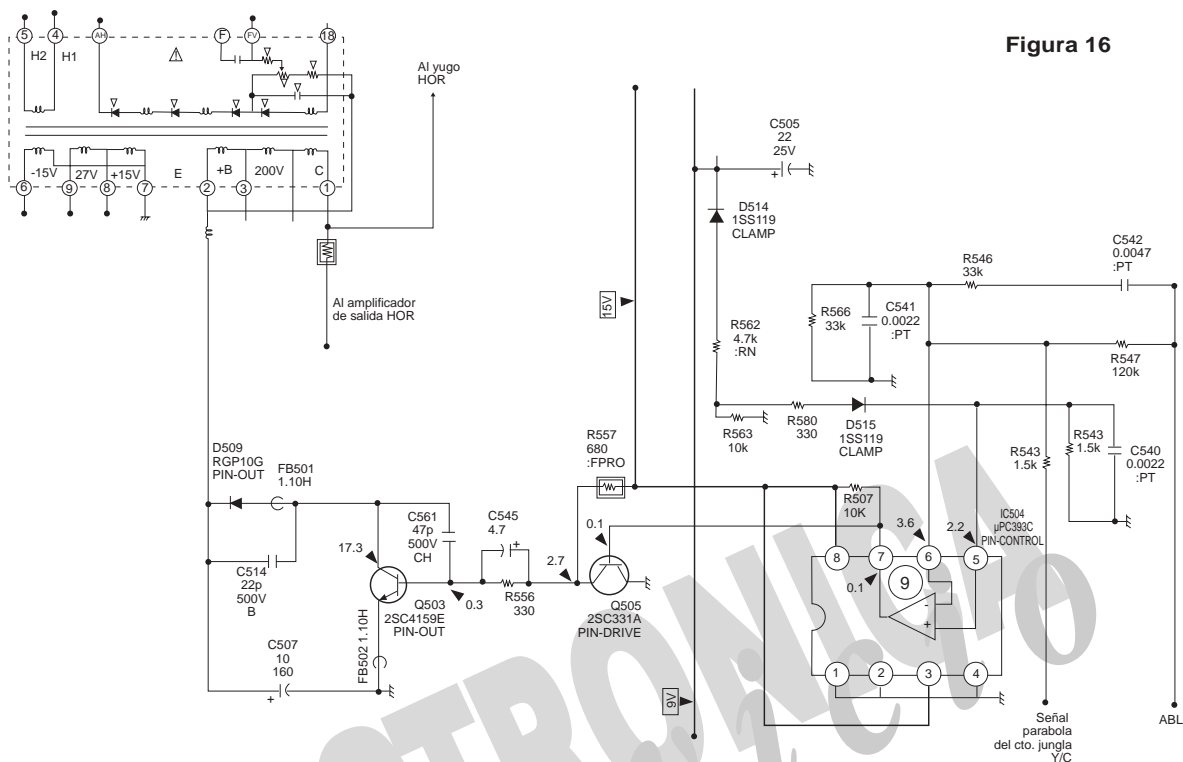 Figura 16
5
4
AH
F
FV
18
H2
H1
Al yugo
HOR
-15V
27V
+15V
E
+B
200V
C
6
9
8
7
2
3
1
Al amplificador
de salida HOR
15V
9V
C505
22
25V
+
D514
1SS119
CLAMP
R562
4.7k
:RN
R563
10k
R580
330
D515
1SS119
CLAMP
R566
33k
C541
0.0022
:PT
R546
33k
C542
0.0047
:PT
R547
120k
R543
1.5k
R543
1.5k
C540
0.0022
:PT
D509
RGP10G
PIN-OUT
FB501
1.10H
C514
22p
500V
B
C507
10
160
+
17.3
C561
47p
500V
CH
Q503
2SC4159E
PIN-OUT
FB502 1.10H
0.3
C545
4.7
+
R556
330
2.7
R557
680
:FPRO
0.1
Q505
2SC331A
PIN-DRIVE
R507
10K
IC504
µPC393C
PIN-CONTROL
3.6
2.2
0.1
8
7
6
5
9
-
+
1
2
3
4
Señal
parabola
del cto. jungla
Y/C
ABL